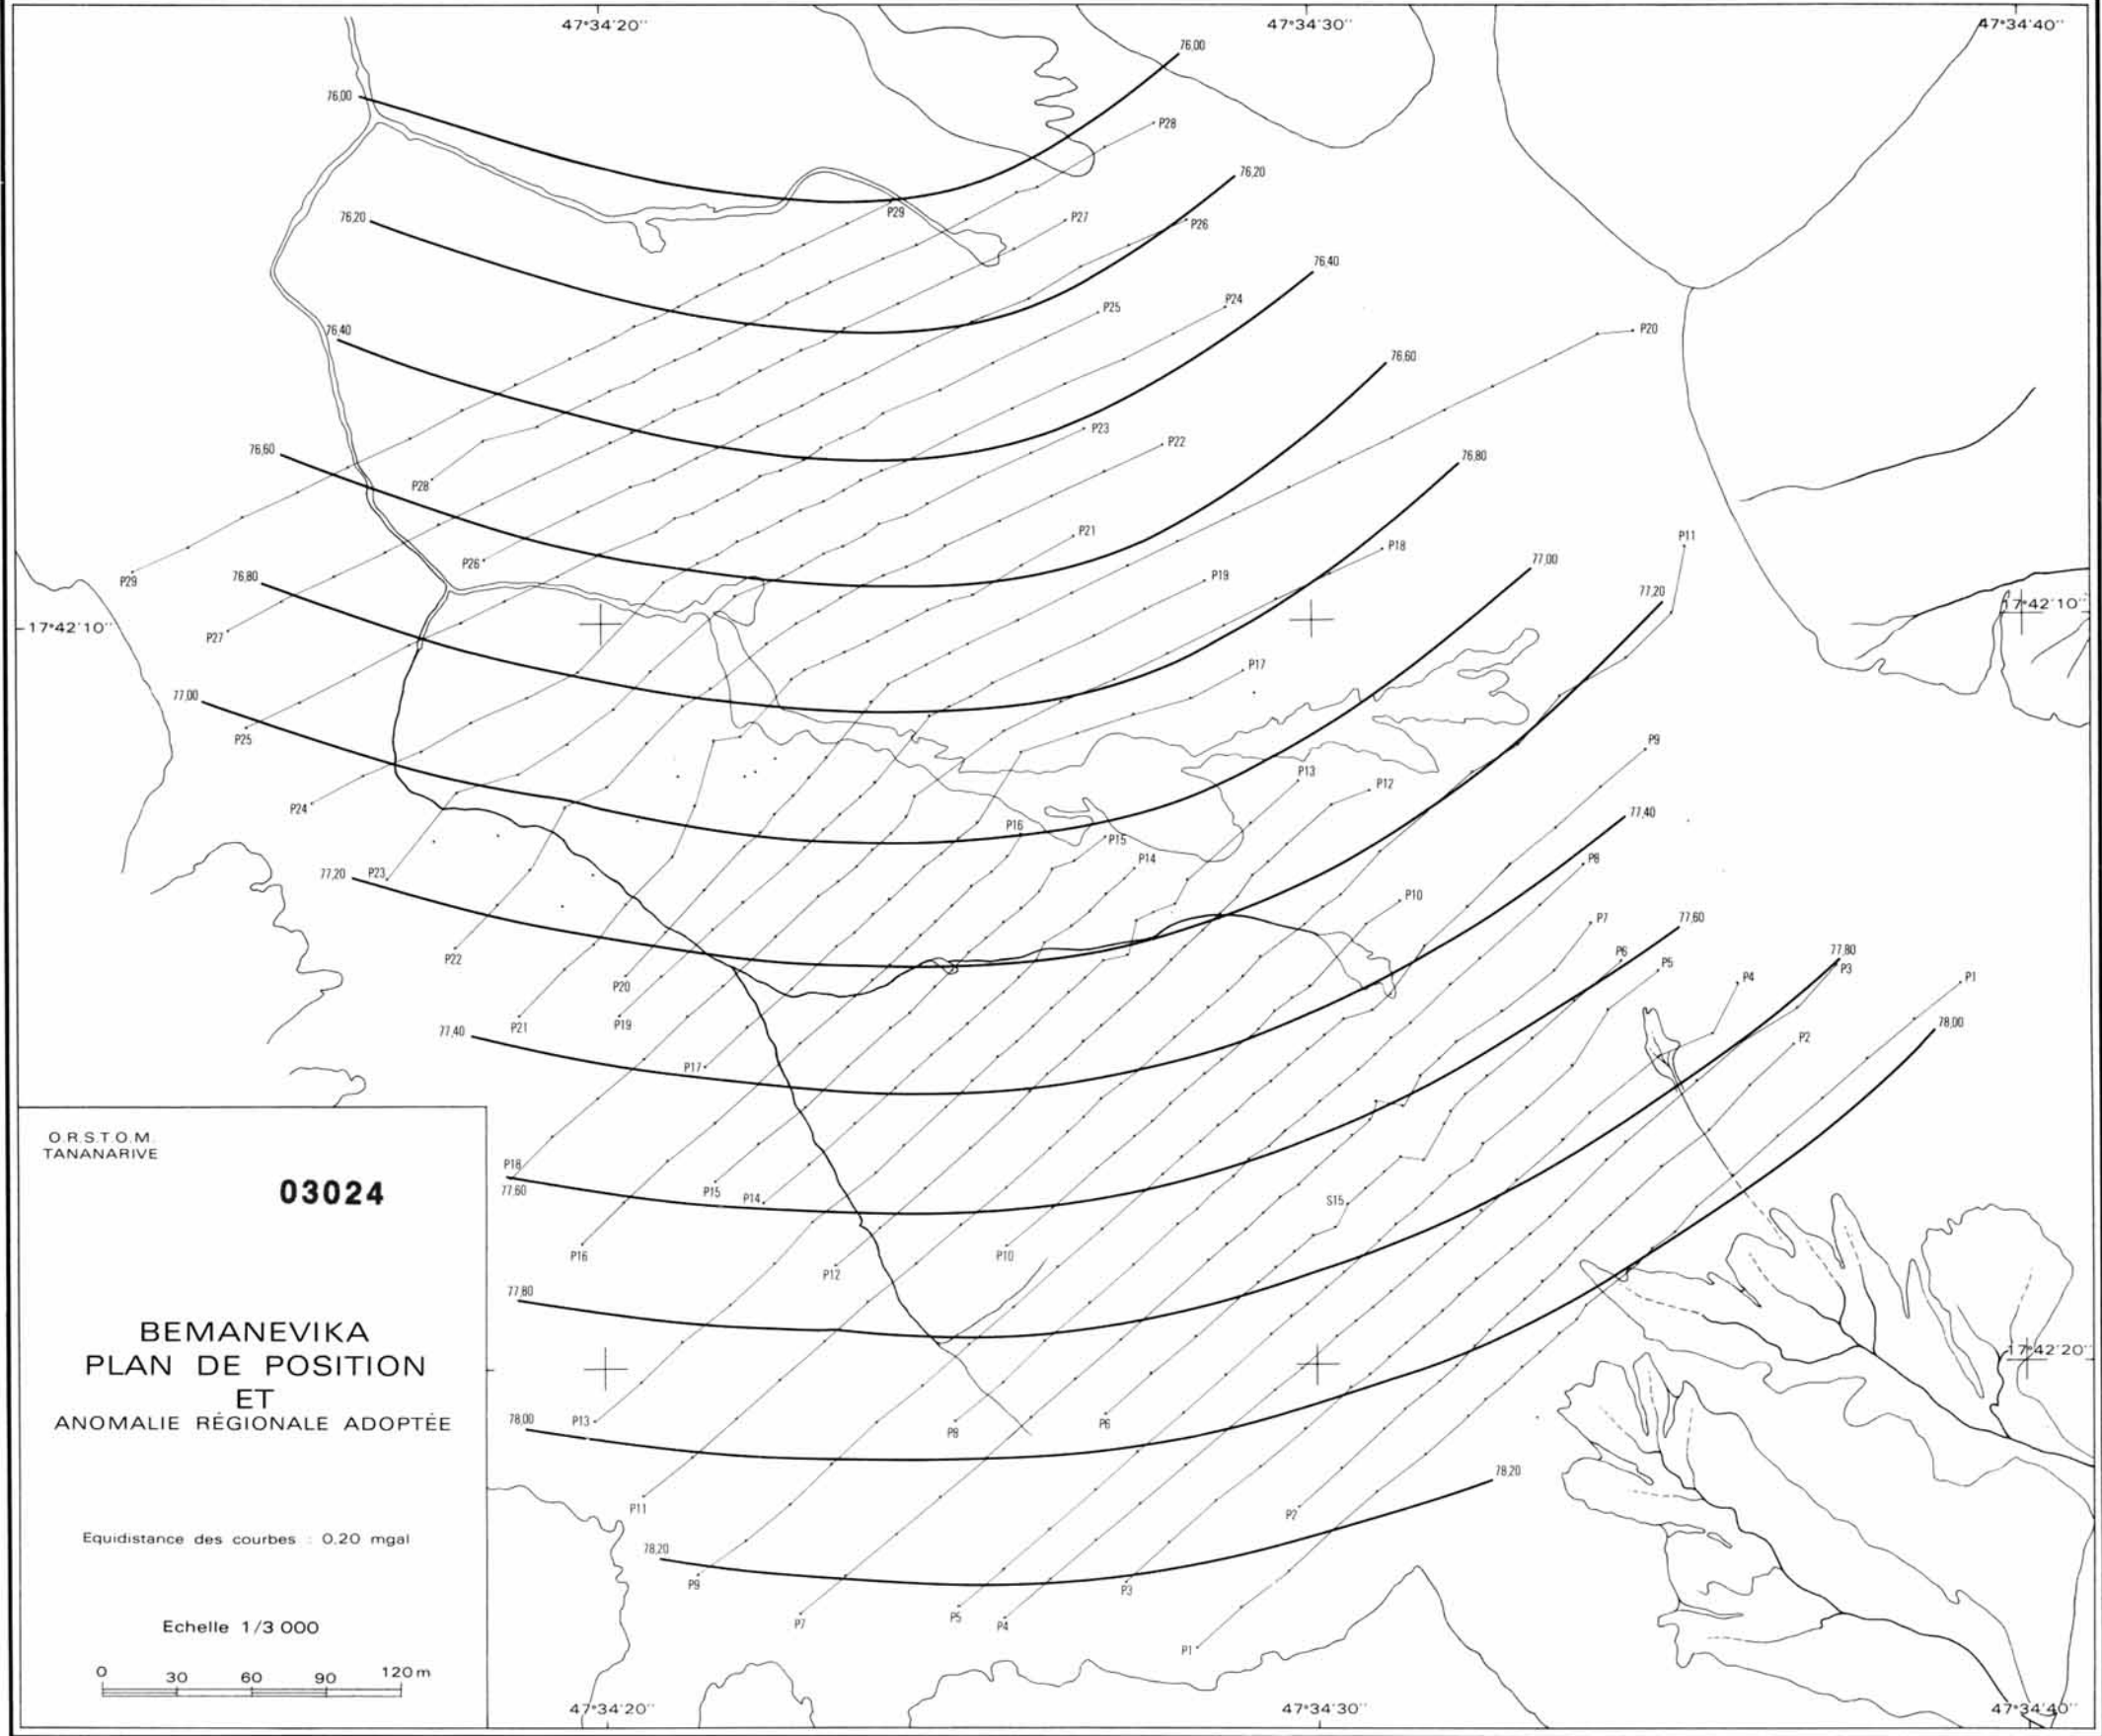 47°34'20''
47°34'30''
47°34'40''
76,00
76,00
P28
76,20
P29
P27
P26
76,20
76,40
P24
P25
P20
76,40
76,60
P23
P22
76,60
76,80
P28
P21
P11
P18
77,00
P26
P29
76,80
P19
77,20
17°42'10''
17°42'10''
P27
P17
77,00
P25
P9
P13
P12
P24
77,40
P16
P15
P14
P8
77,20
P23
P10
P7
77,60
P22
P6
P5
77,80
P3
P4
P1
P20
P21
P19
78,00
77,40
P2
P17
O.R.S.T.O.M.
TANANARIVE
03024
P18
77,60
P15
P14
S15
P16
P12
P10
77,80
BEMANEVIKA
PLAN DE POSITION
ET
ANOMALIE RÉGIONALE ADOPTÉE
17°42'20''
78,00
P13
P8
P6
78,20
P11
P2
Equidistance des courbes : 0,20 mgal
78,20
P9
P3
P7
P5
P4
P1
Echelle 1/3 000
0 30 60 90 120 m
47°34'20''
47°34'30''
47°34'40''